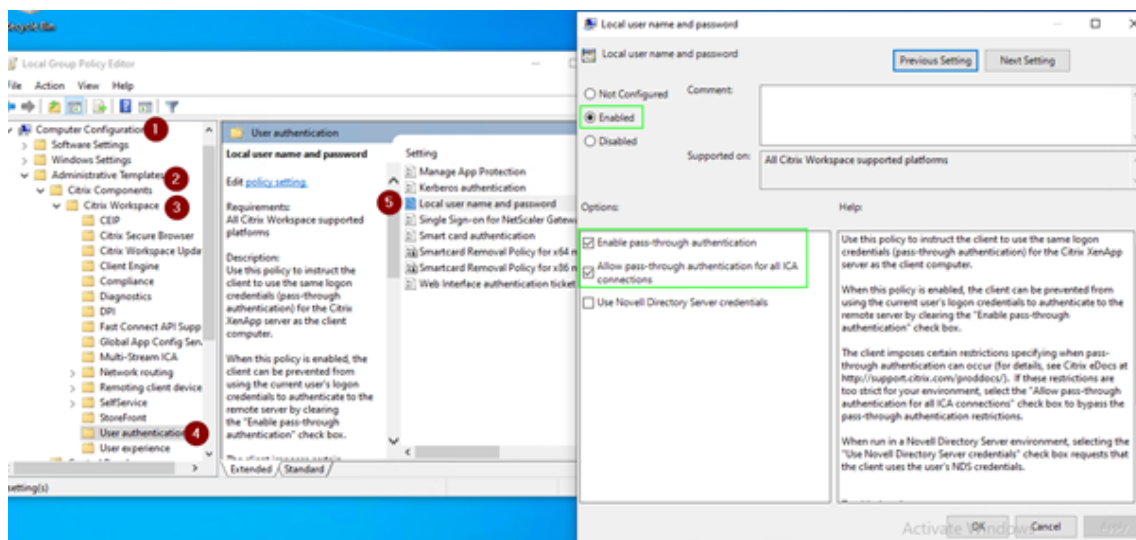 Recycle Bin
Local Group Policy Editor
File Action View Help
Computer Configuration 1
Software Settings
Windows Settings
Administrative Templates 2
Citrix Components
Citrix Workspace 3
CEIP
Citrix Secure Browser
Citrix Workspace Upda
Client Engine
Compliance
Diagnostics
DPI
Fast Connect API Supp
Global App Config Serv
Multi-Stream ICA
Network routing
Remoting client device
SelfService
StoreFront
User authentication 4
User experience
setting(s)
User authentication
Local user name and password
Edit policy setting.
Requirements:
All Citrix Workspace supported
platforms
Description:
Use this policy to instruct the
client to use the same logon
credentials (pass-through
authentication) for the Citrix
XenApp server as the client
computer.
When this policy is enabled, the
client can be prevented from
using the current user's logon
credentials to authenticate to the
remote server by clearing
the "Enable pass-through
authentication" check box.
Extended Standard
Setting
Manage App Protection
Kerberos authentication
5 Local user name and password
Single Sign-on for NetScaler Gatew
Smart card authentication
Smartcard Removal Policy for x64 m
Smartcard Removal Policy for x86 m
Web Interface authentication ticket
Local user name and password
Local user name and password
Previous Setting Next Setting
Not Configured
Enabled
Disabled
Comment:
Supported on:
All Citrix Workspace supported platforms
Options:
Enable pass-through authentication
Allow pass-through authentication for all ICA
connections
Use Novell Directory Server credentials
Help:
Use this policy to instruct the client to use the same logon
credentials (pass-through authentication) for the Citrix XenApp
server as the client computer.
When this policy is enabled, the client can be prevented from
using the current user's logon credentials to authenticate to the
remote server by clearing the "Enable pass-through
authentication" check box.
The client imposes certain restrictions specifying when pass-
through authentication can occur (for details, see Citrix eDocs at
http://support.citrix.com/proddocs/). If these restrictions are
too strict for your environment, select the "Allow pass-through
authentication for all ICA connections" check box to bypass the
pass-through authentication restrictions.
When run in a Novell Directory Server environment, selecting the
"Use Novell Directory Server credentials" check box requests that
the client uses the user's NDS credentials.
Activate Windows
OK Cancel Apply